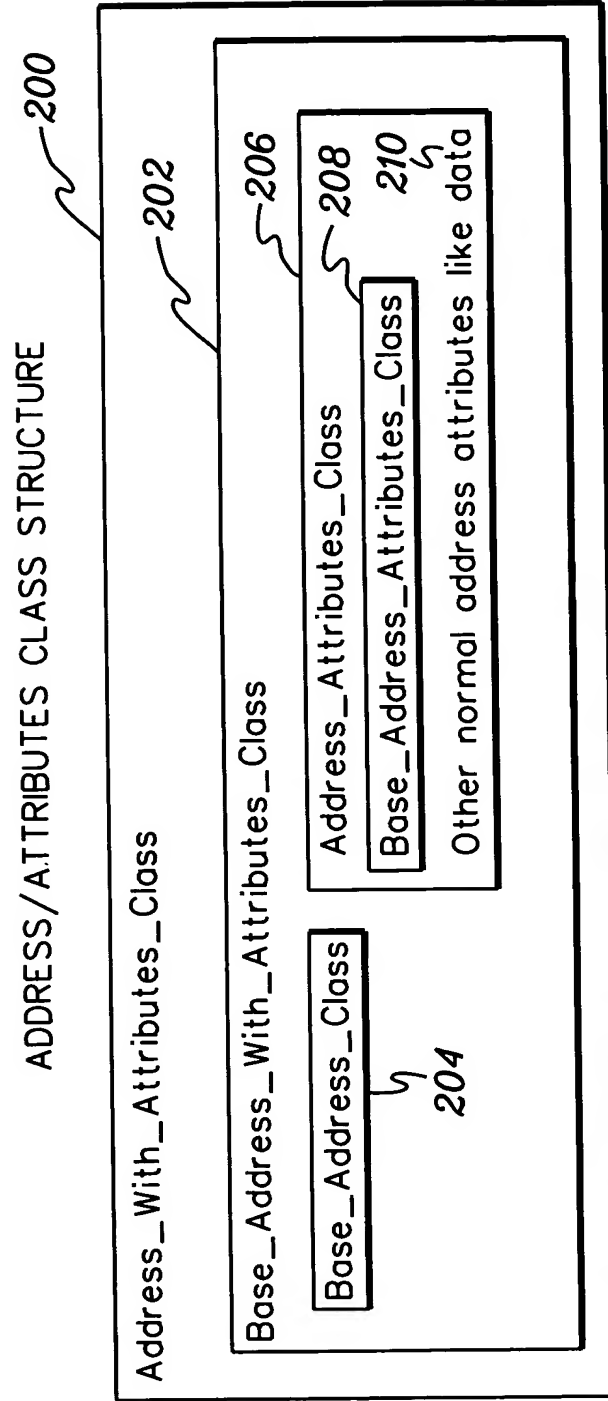 ADDRESS/ATTRIBUTES CLASS STRUCTURE
200
Address_With_Attributes_Class
202
Base_Address_With_Attributes_Class
206
Base_Address_Class
204
Address_Attributes_Class
208
Base_Address_Attributes_Class
210
Other normal address attributes like data